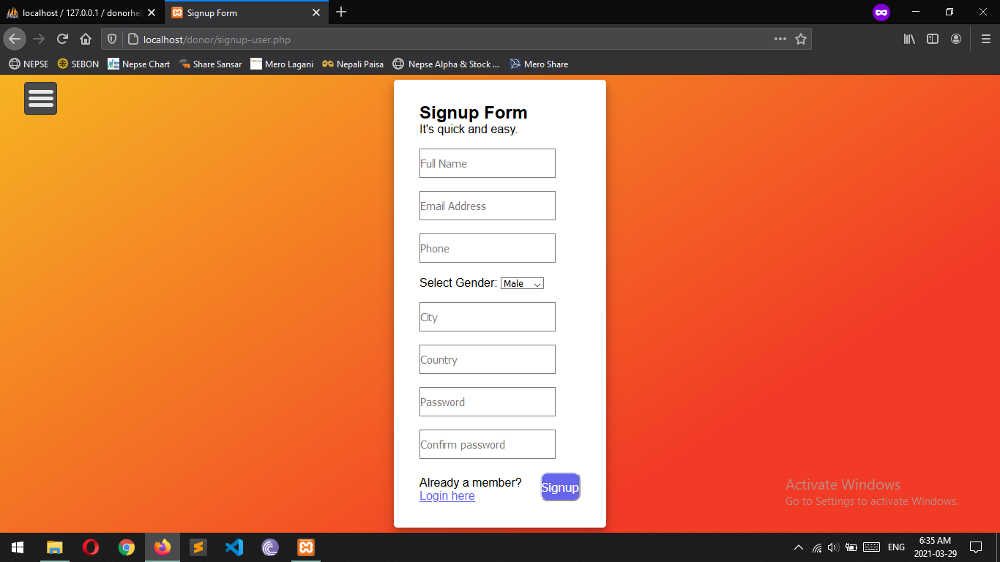 localhost / 127.0.0.1 / donorhel
Signup Form
localhost/donor/signup-user.php
NEPSE
SEBON
Nepse Chart
Share Sansar
Mero Lagani
Nepali Paisa
Nepse Alpha & Stock ...
Mero Share
Signup Form
It's quick and easy.
Full Name
Email Address
Phone
Select Gender: Male
City
Country
Password
Confirm password
Already a member?
Login here
Signup
Activate Windows
Go to Settings to activate Windows.
ENG
6:35 AM
2021-03-29